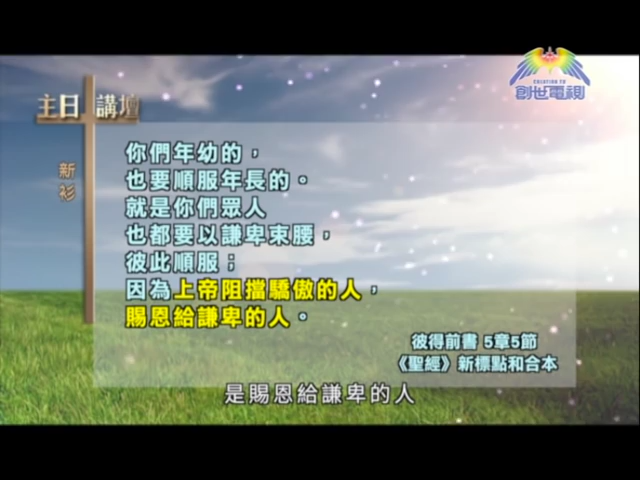 CREATION TV
創世電視
主日講壇
新衫
你們年幼的，
也要順服年長的。
就是你們眾人
也都要以謙卑束腰，
彼此順服；
因為上帝阻擋驕傲的人，
賜恩給謙卑的人。
彼得前書 5章5節
《聖經》新標點和合本
是賜恩給謙卑的人